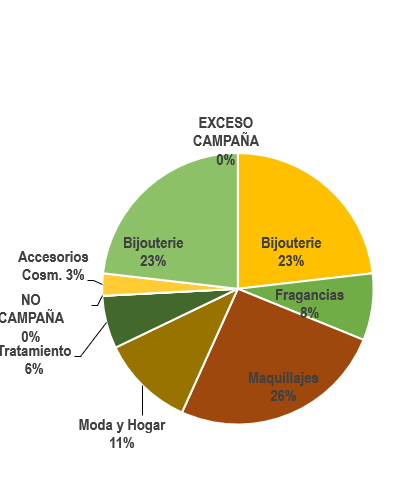 EXCESO
CAMPAÑA
0%
Bijouterie
23%
Bijouterie
23%
Accesorios
Cosm. 3%
Fragancias
8%
NO
CAMPAÑA
0%
Tratamiento
6%
Maquillajes
26%
Moda y Hogar
11%